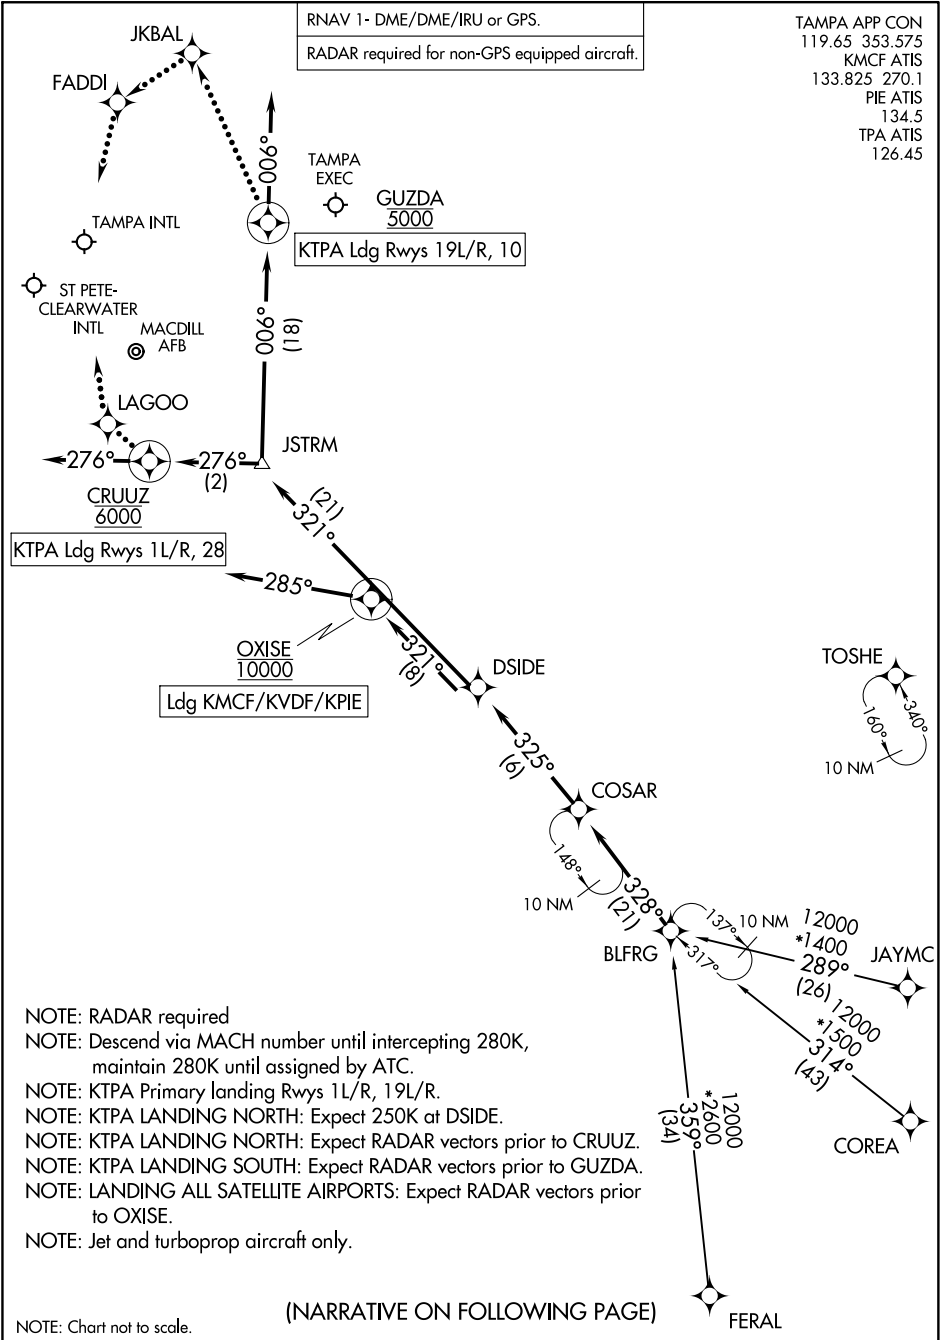 RNAV 1- DME/DME/IRU or GPS.
RADAR required for non-GPS equipped aircraft.
TAMPA APP CON
119.65 353.575
KMCF ATIS
133.825 270.1
PIE ATIS
134.5
TPA ATIS
126.45
JKBAL
FADDI
006°
TAMPA
EXEC
GUZDA
5000
KTPA Ldg Rwys 19L/R, 10
TAMPA INTL
ST PETE-
CLEARWATER
INTL
MACDILL
AFB
006°
(18)
LAGOO
JSTRM
276°
276°
(2)
CRUUZ
6000
KTPA Ldg Rwys 1L/R, 28
(21)
321°
285°
OXISE
10000
Ldg KMCF/KVDF/KPIE
321°
(8)
DSIDE
TOSHE
340°
160°
10 NM
325°
(6)
COSAR
148°
10 NM
328°
(21)
BLFRG
137°
317°
10 NM
12000
*1400
289°
(26)
JAYMC
12000
*1500
314°
(43)
COREA
12000
*2600
359°
(34)
FERAL
NOTE: RADAR required
NOTE: Descend via MACH number until intercepting 280K,
maintain 280K until assigned by ATC.
NOTE: KTPA Primary landing Rwys 1L/R, 19L/R.
NOTE: KTPA LANDING NORTH: Expect 250K at DSIDE.
NOTE: KTPA LANDING NORTH: Expect RADAR vectors prior to CRUUZ.
NOTE: KTPA LANDING SOUTH: Expect RADAR vectors prior to GUZDA.
NOTE: LANDING ALL SATELLITE AIRPORTS: Expect RADAR vectors prior
to OXISE.
NOTE: Jet and turboprop aircraft only.
(NARRATIVE ON FOLLOWING PAGE)
NOTE: Chart not to scale.